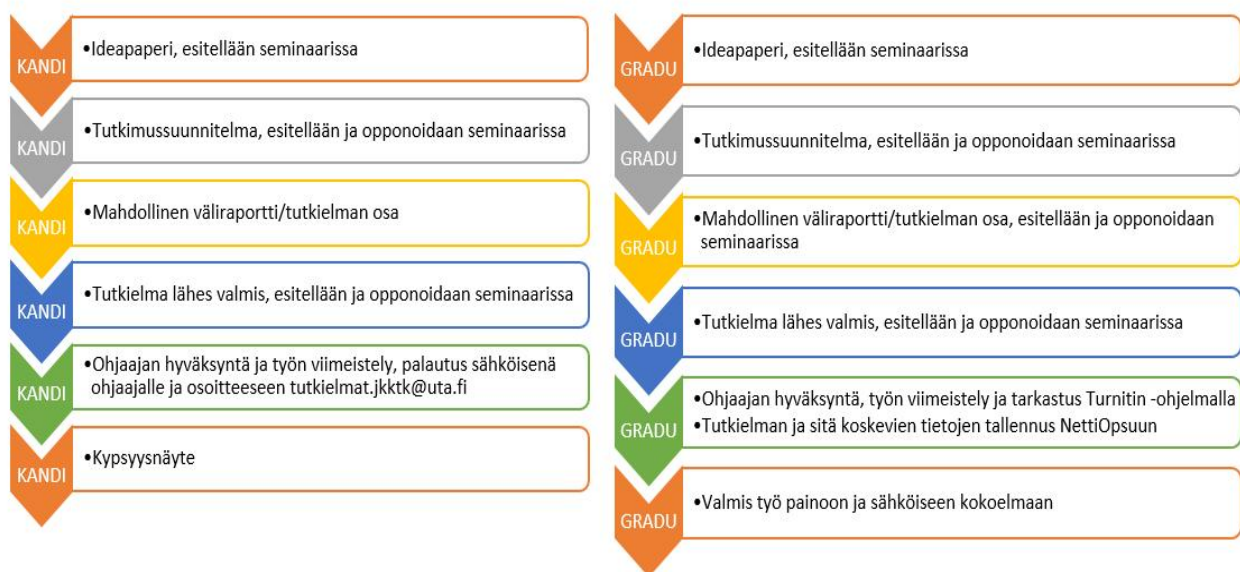 KANDI
•Ideapaperi, esitellään seminaarissa
KANDI
•Tutkimussuunnitelma, esitellään ja opponoidaan seminaarissa
KANDI
•Mahdollinen väliraportti/tutkielman osa
KANDI
•Tutkielma lähes valmis, esitellään ja opponoidaan seminaarissa
KANDI
•Ohjaajan hyväksyntä ja työn viimeistely, palautus sähköisenä
ohjaajalle ja osoitteeseen tutkielmat.jkktk@uta.fi
KANDI
•Kypsyysnäyte
GRADU
•Ideapaperi, esitellään seminaarissa
GRADU
•Tutkimussuunnitelma, esitellään ja opponoidaan seminaarissa
GRADU
•Mahdollinen väliraportti/tutkielman osa, esitellään ja opponoidaan
seminaarissa
GRADU
•Tutkielma lähes valmis, esitellään ja opponoidaan seminaarissa
GRADU
•Ohjaajan hyväksyntä, työn viimeistely ja tarkastus Turnitin -ohjelmalla
•Tutkielman ja sitä koskevien tietojen tallennus NettiOpsuun
GRADU
•Valmis työ painoon ja sähköiseen kokoelmaan